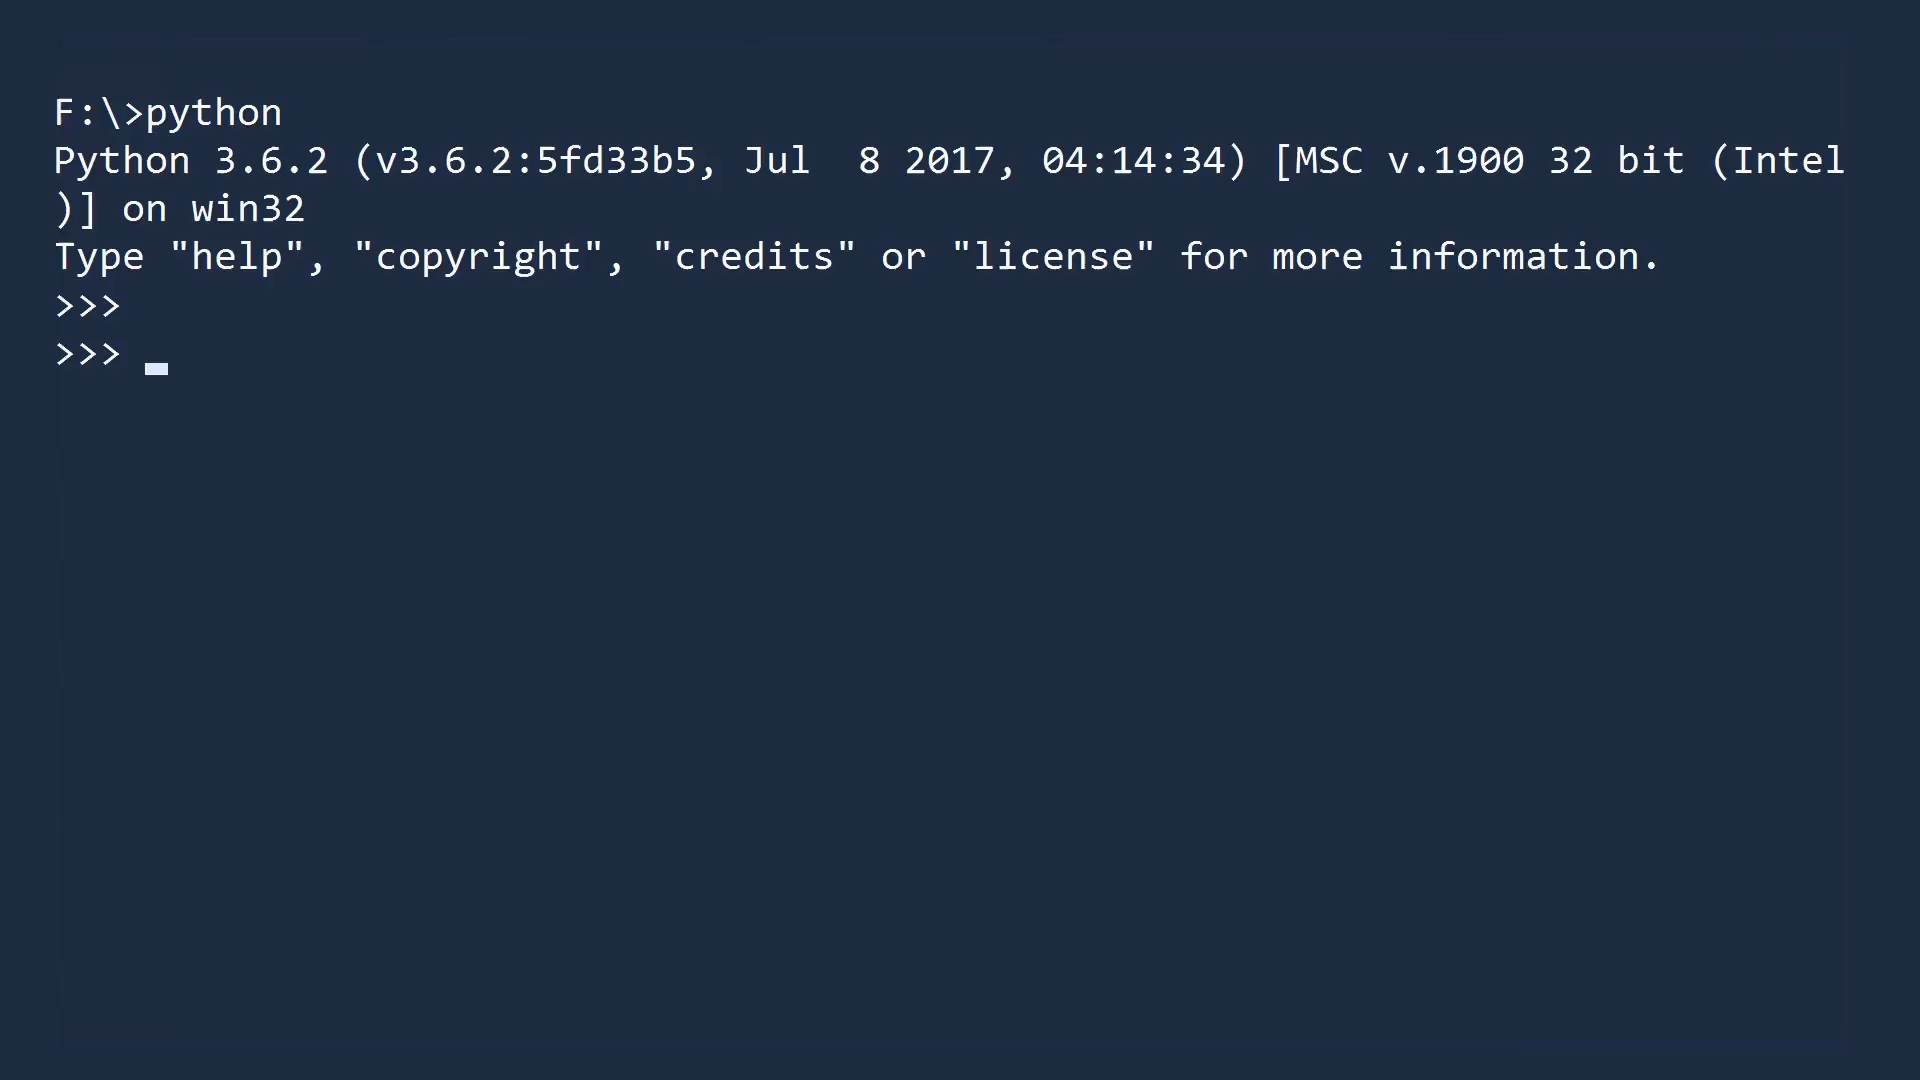 F:\>python
Python 3.6.2 (v3.6.2:5fd33b5, Jul  8 2017, 04:14:34) [MSC v.1900 32 bit (Intel
)] on win32
Type "help", "copyright", "credits" or "license" for more information.
>>>
>>>